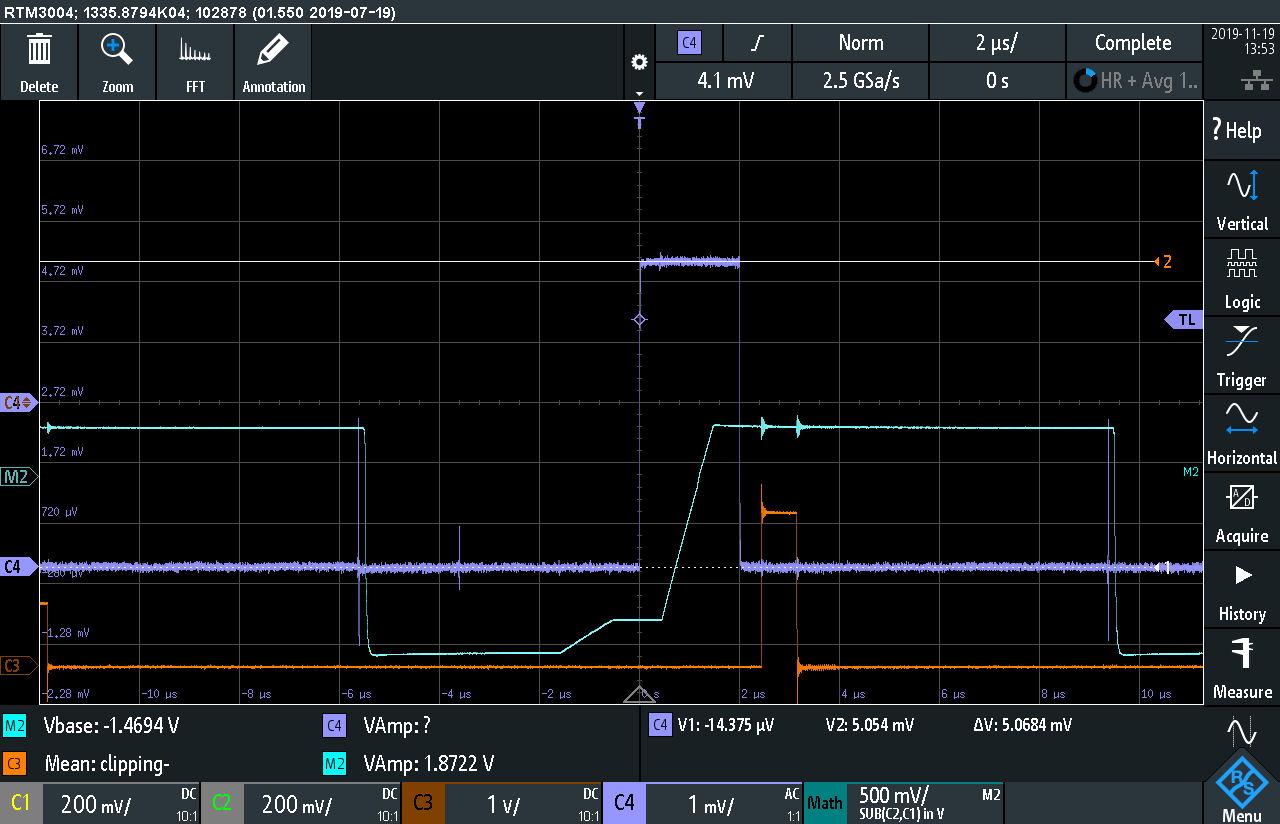 RTM3004; 1335.8794K04; 102878 (01.550 2019-07-19)
Delete
Zoom
FFT
Annotation
C4
Norm
2 µs/
Complete
4.1 mV
2.5 GSa/s
0 s
HR + Avg 1..
2019-11-19
13:53
T
6.72 mV
5.72 mV
4.72 mV
3.72 mV
2.72 mV
1.72 mV
720 µV
-280 µV
-1.28 mV
-2.28 mV
2
TL
C4
M2
C4
C3
M2
1
-10 µs
-8 µs
-6 µs
-4 µs
-2 µs
0 s
2 µs
4 µs
6 µs
8 µs
10 µs
? Help
Vertical
Logic
Trigger
Horizontal
A/D
Acquire
History
Measure
R/S
Menu
M2 Vbase: -1.4694 V
C4 VAmp: ?
C4 V1: -14.375 µV V2: 5.054 mV ΔV: 5.0684 mV
C3 Mean: clipping-
M2 VAmp: 1.8722 V
C1 200 mV/ DC 10:1
C2 200 mV/ DC 10:1
C3 1 V/ DC 10:1
C4 1 mV/ AC 1:1
Math 500 mV/ M2
SUB(C2,C1) in V